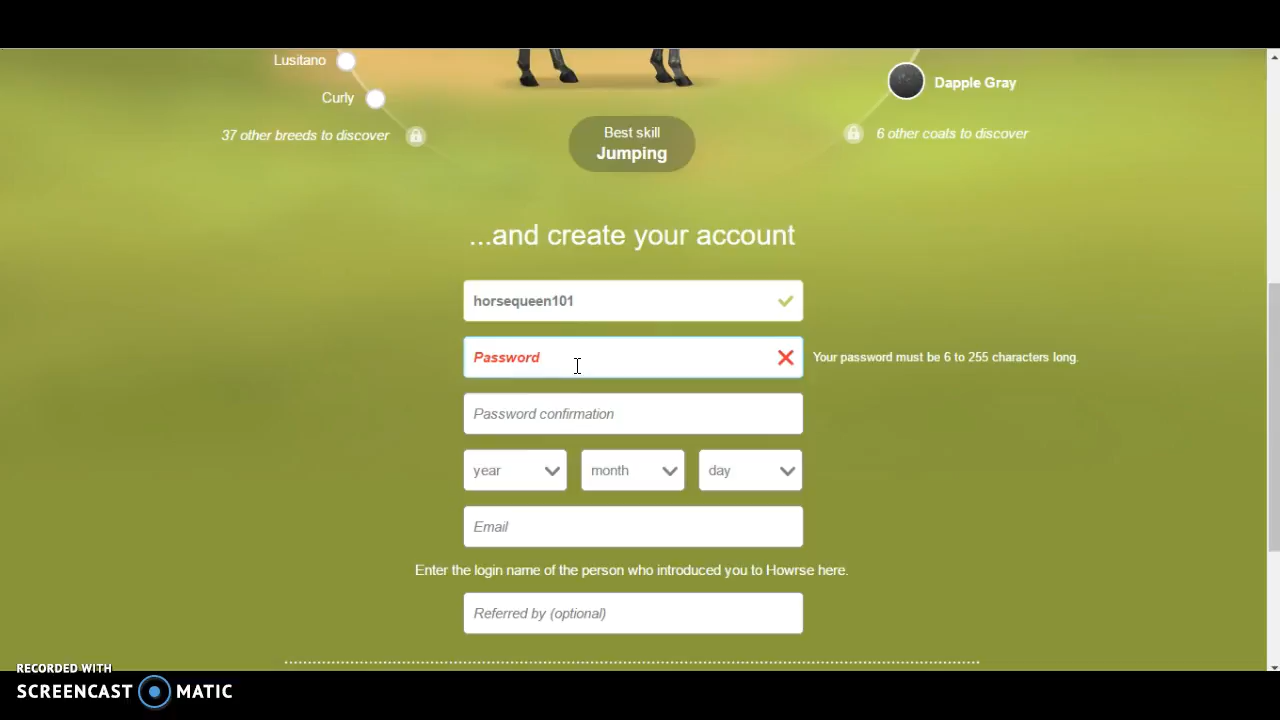 Lusitano
Curly
37 other breeds to discover
Best skill
Jumping
Dapple Gray
6 other coats to discover
...and create your account
horsequeen101
Password
Your password must be 6 to 255 characters long.
Password confirmation
year month day
Email
Enter the login name of the person who introduced you to Howrse here.
Referred by (optional)
RECORDED WITH
SCREENCAST MATIC